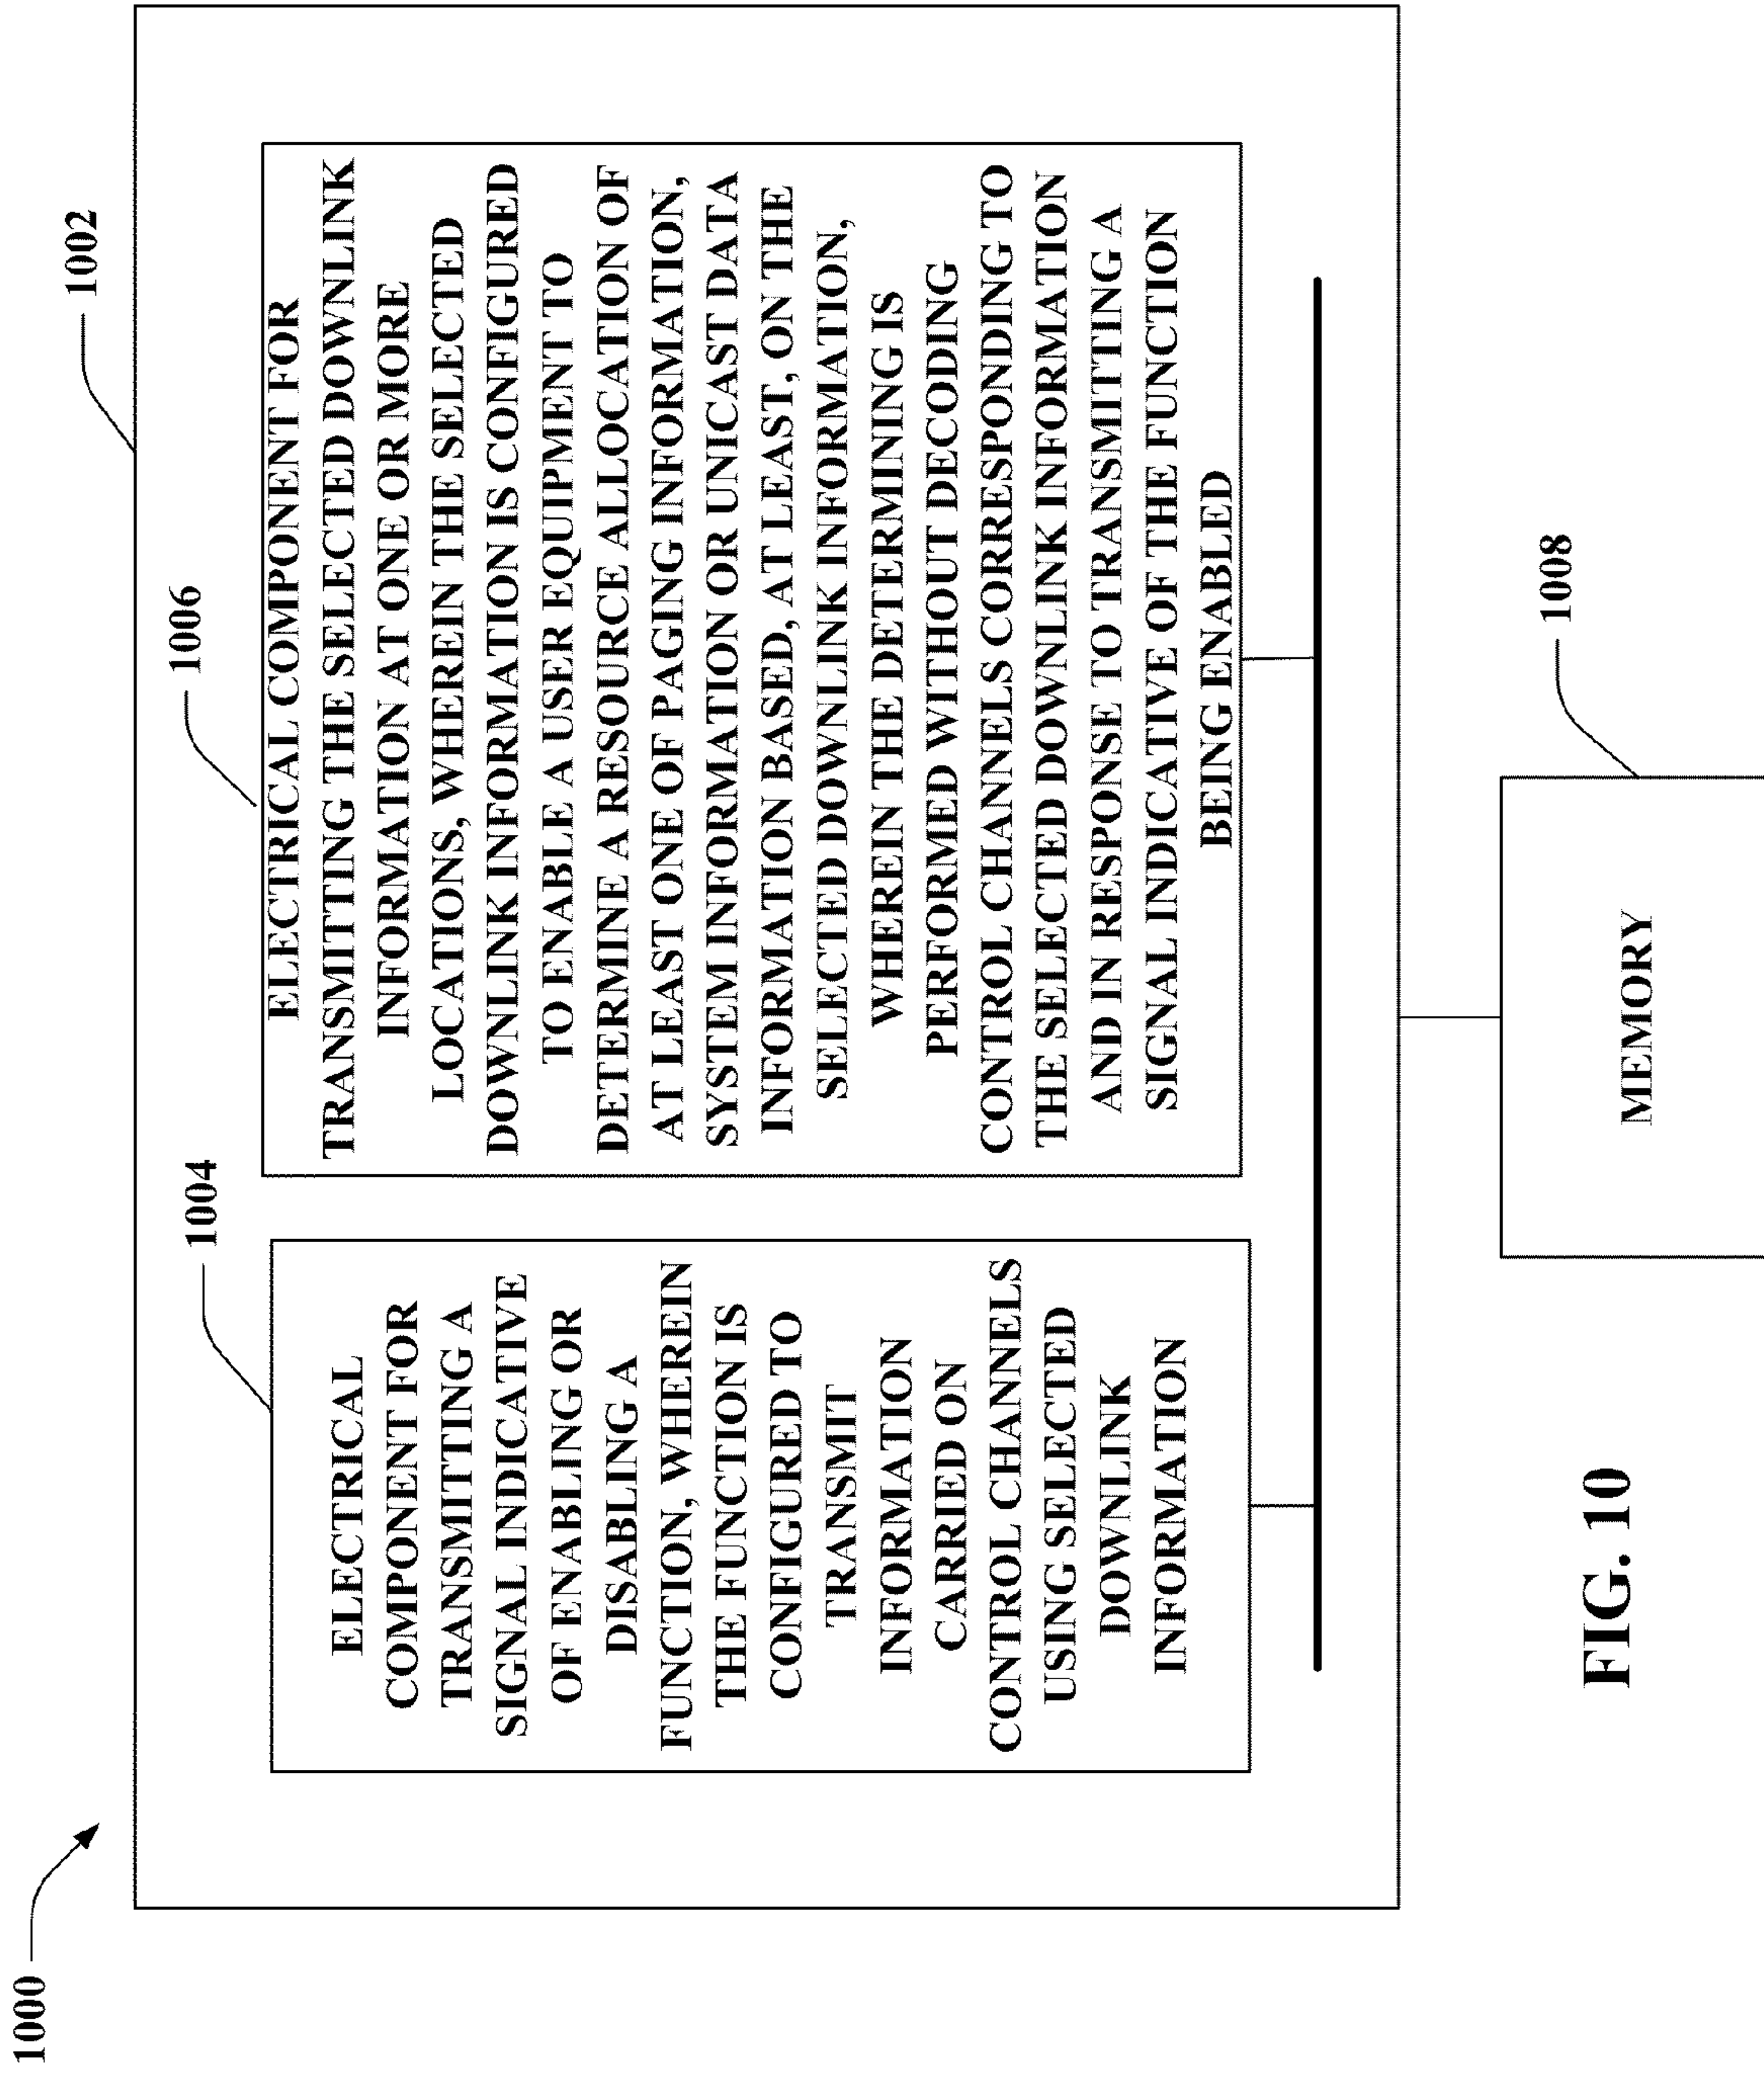 1000
1002
1004
ELECTRICAL
COMPONENT FOR
TRANSMITTING A
SIGNAL INDICATIVE
OF ENABLING OR
DISABLING A
FUNCTION, WHEREIN
THE FUNCTION IS
CONFIGURED TO
TRANSMIT
INFORMATION
CARRIED ON
CONTROL CHANNELS
USING SELECTED
DOWNLINK
INFORMATION
1006
ELECTRICAL COMPONENT FOR
TRANSMITTING THE SELECTED DOWNLINK
INFORMATION AT ONE OR MORE
LOCATIONS, WHEREIN THE SELECTED
DOWNLINK INFORMATION IS CONFIGURED
TO ENABLE A USER EQUIPMENT TO
DETERMINE A RESOURCE ALLOCATION OF
AT LEAST ONE OF PAGING INFORMATION,
SYSTEM INFORMATION OR UNICAST DATA
INFORMATION BASED, AT LEAST, ON THE
SELECTED DOWNLINK INFORMATION,
WHEREIN THE DETERMINING IS
PERFORMED WITHOUT DECODING
CONTROL CHANNELS CORRESPONDING TO
THE SELECTED DOWNLINK INFORMATION
AND IN RESPONSE TO TRANSMITTING A
SIGNAL INDICATIVE OF THE FUNCTION
BEING ENABLED
1008
MEMORY
FIG. 10